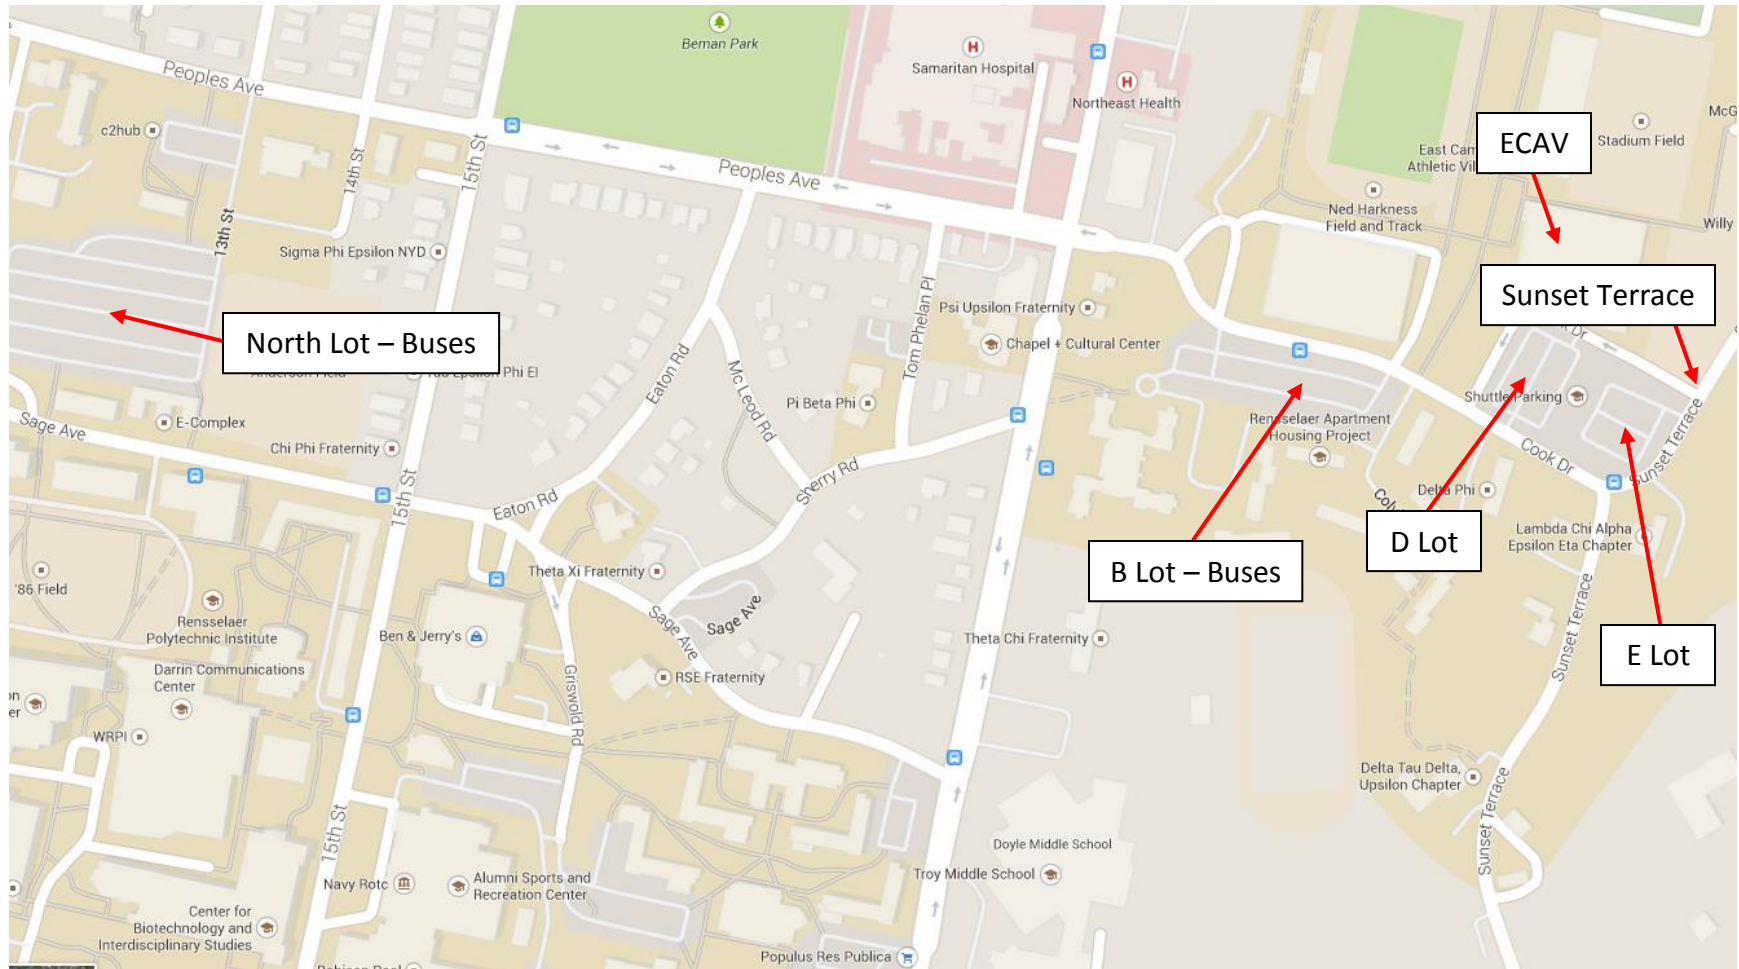 Beman Park
Samaritan Hospital
Northeast Health
Peoples Ave
c2hub
14th St
15th St
13th St
Peoples Ave
Sigma Phi Epsilon NYD
ECAV
Stadium Field
East
Athletic
Ned Harkness
Field and Track
Willy
Sunset Terrace
Tom Phelan Pl
Psi Upsilon Fraternity
Chapel + Cultural Center
North Lot – Buses
Phi EI
Eaton Rd
Mc Leod Rd
Pi Beta Phi
Shuttle Parking
Rensselaer Apartment
Housing Project
E-Complex
Sage Ave
Chi Phi Fraternity
15th St
Eaton Rd
Sherry Rd
Cook Dr
Sunset Terrace
Delta Phi
D Lot
Lambda Chi Alpha
Epsilon Eta Chapter
B Lot – Buses
'86 Field
Theta Xi Fraternity
Rensselaer
Polytechnic Institute
Ben & Jerry's
Sage Ave
Sage Ave
Theta Chi Fraternity
Sunset Terrace
E Lot
Darrin Communications
Center
RSE Fraternity
Griswold Rd
WRPI
Delta Tau Delta,
Upsilon Chapter
15th St
Sunset Terrace
Doyle Middle School
Troy Middle School
Navy Rotc
Alumni Sports and
Recreation Center
Center for
Biotechnology and
Interdisciplinary Studies
Populus Res Publica